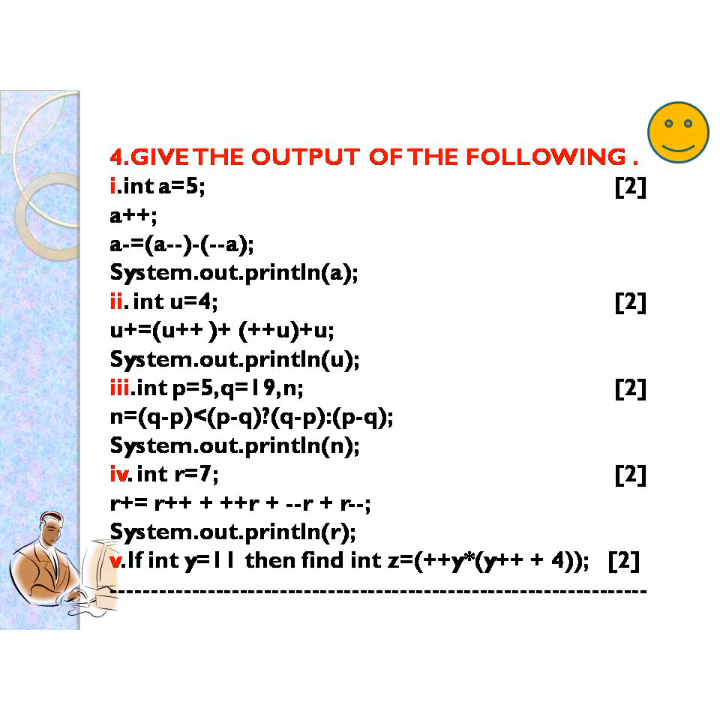 4.GIVE THE OUTPUT OF THE FOLLOWING .
i.int a=5; [2]
a++;
a-=(a--)-(--a);
System.out.println(a);
ii. int u=4; [2]
u+=(u++ )+ (++u)+u;
System.out.println(u);
iii.int p=5,q=19,n; [2]
n=(q-p)<(p-q)?(q-p):(p-q);
System.out.println(n);
iv. int r=7; [2]
r+= r++ + ++r + --r + r--;
System.out.println(r);
v.If int y=11 then find int z=(++y*(y++ + 4)); [2]
--------------------------------------------------------------------